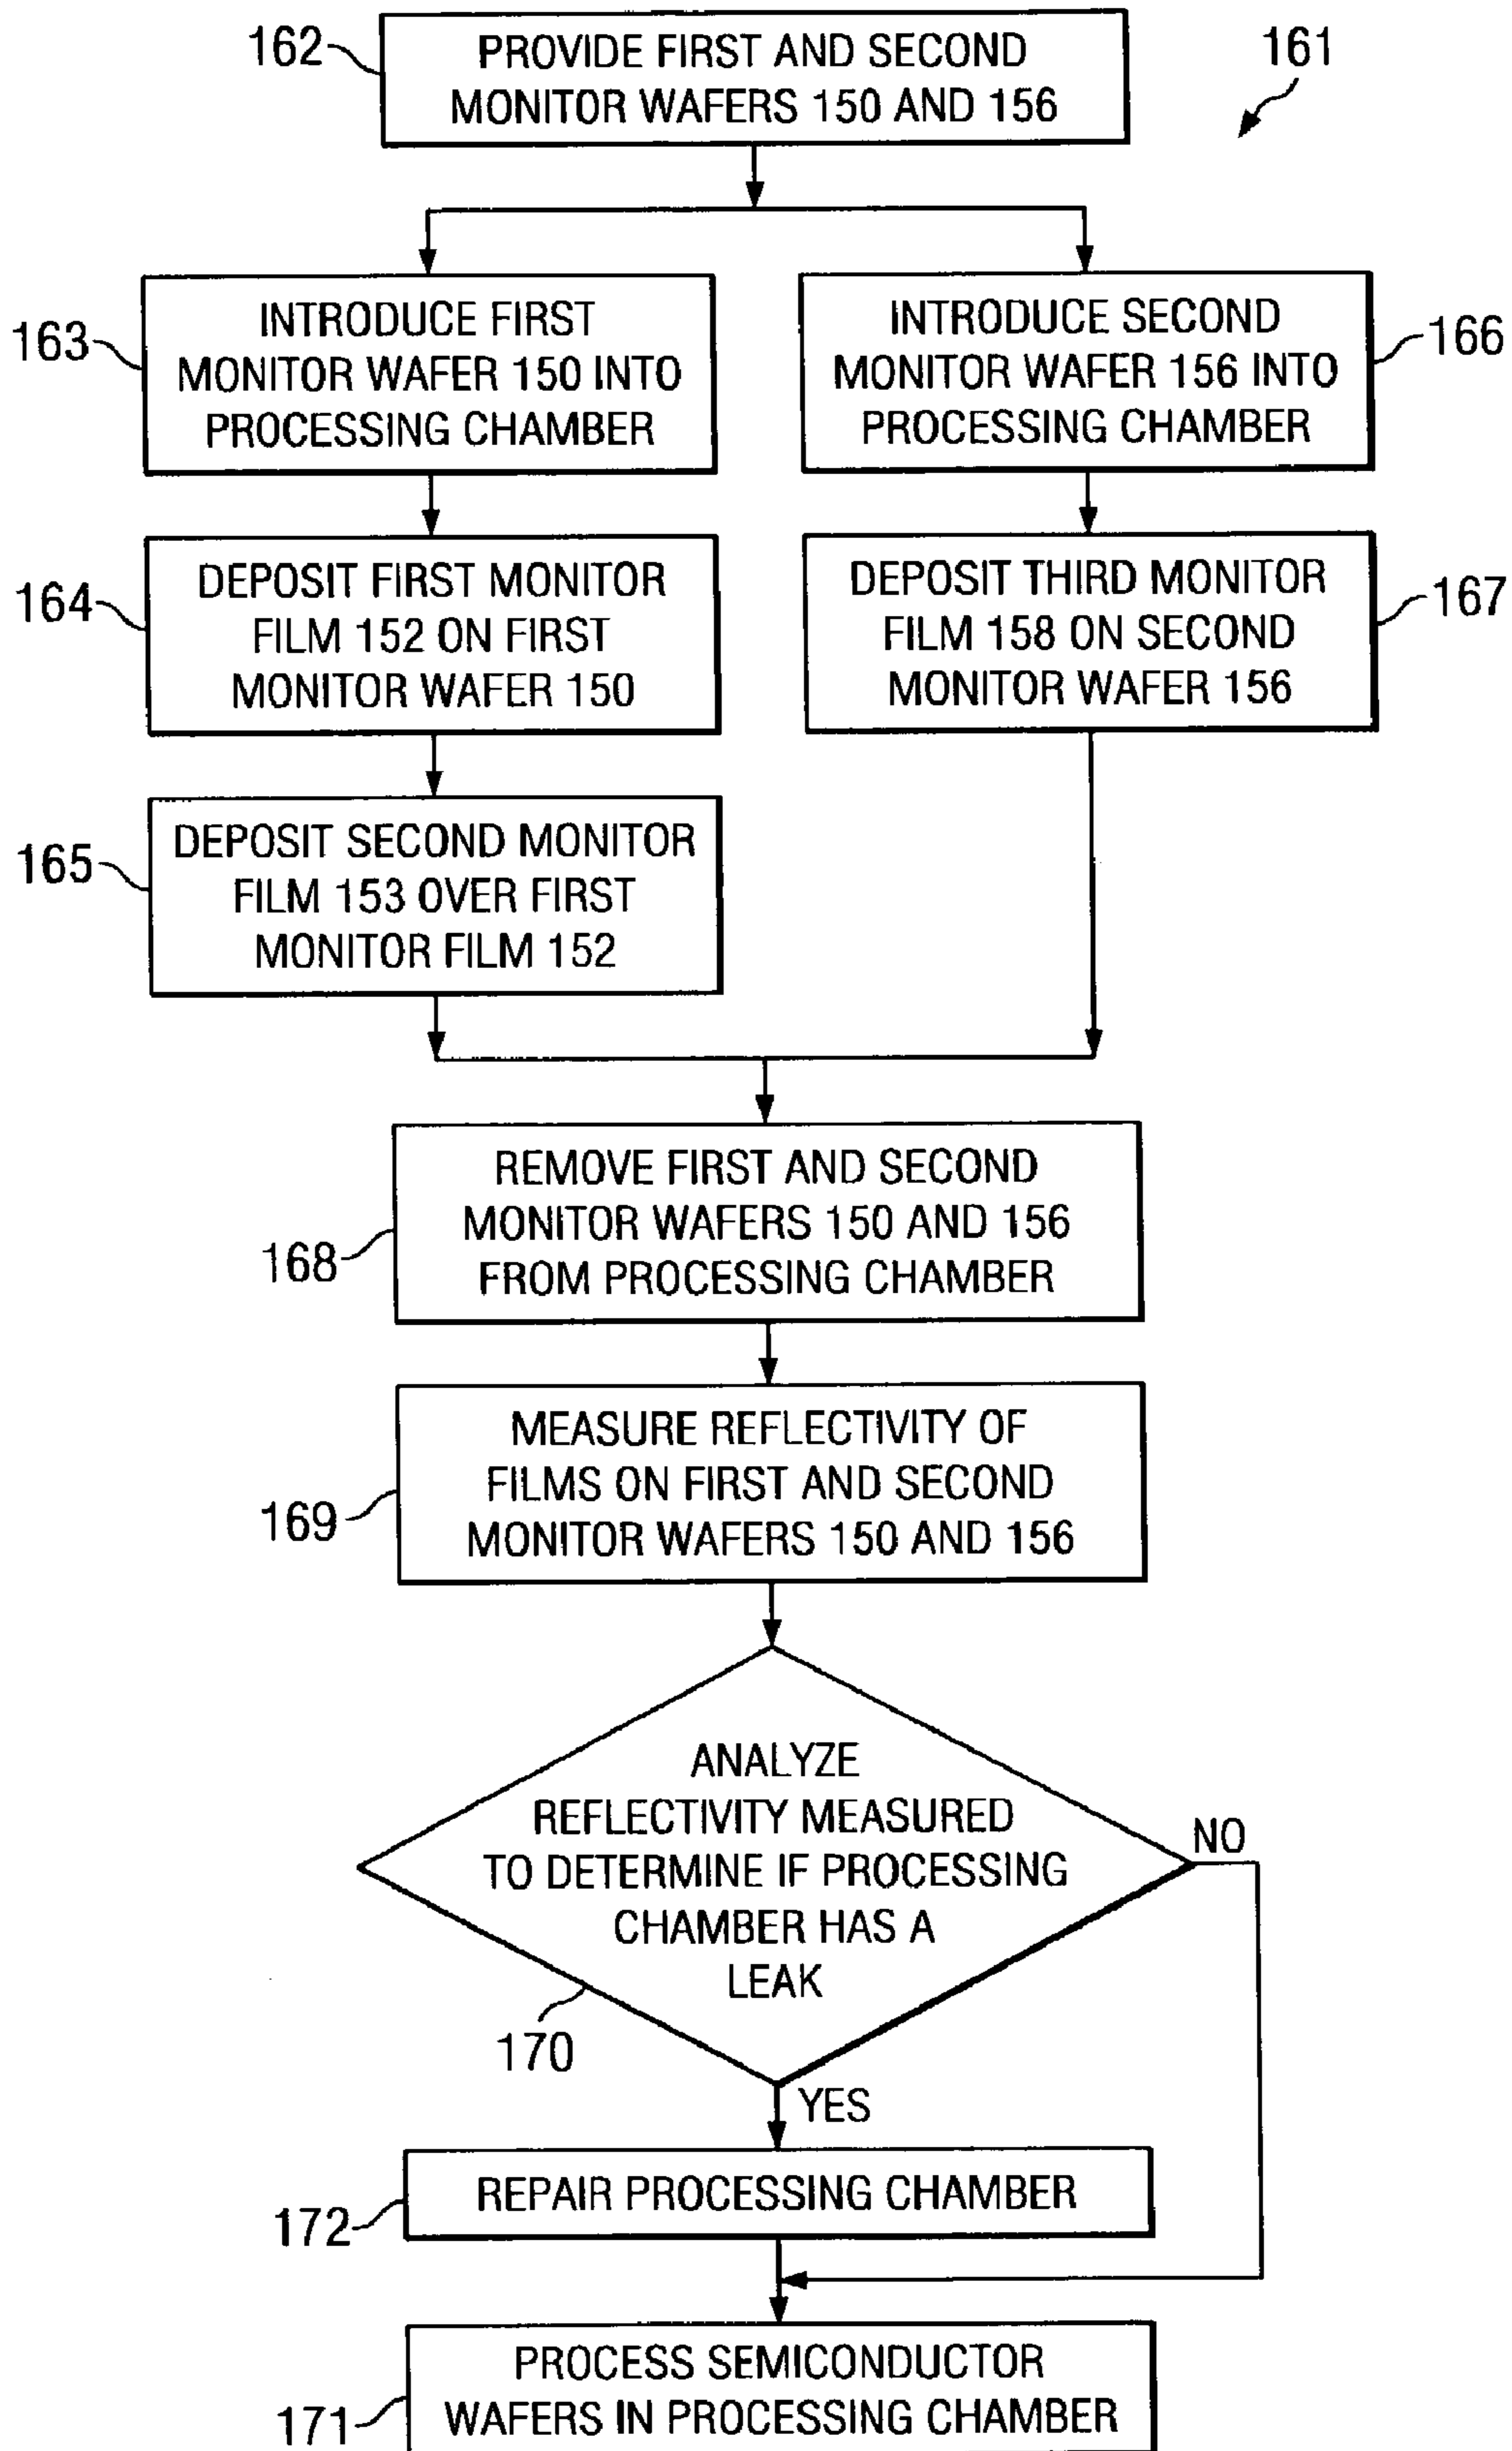 162
PROVIDE FIRST AND SECOND
MONITOR WAFERS 150 AND 156
161
163
INTRODUCE FIRST
MONITOR WAFER 150 INTO
PROCESSING CHAMBER
INTRODUCE SECOND
MONITOR WAFER 156 INTO
PROCESSING CHAMBER
166
164
DEPOSIT FIRST MONITOR
FILM 152 ON FIRST
MONITOR WAFER 150
DEPOSIT THIRD MONITOR
FILM 158 ON SECOND
MONITOR WAFER 156
167
165
DEPOSIT SECOND MONITOR
FILM 153 OVER FIRST
MONITOR FILM 152
168
REMOVE FIRST AND SECOND
MONITOR WAFERS 150 AND 156
FROM PROCESSING CHAMBER
169
MEASURE REFLECTIVITY OF
FILMS ON FIRST AND SECOND
MONITOR WAFERS 150 AND 156
ANALYZE
REFLECTIVITY MEASURED
TO DETERMINE IF PROCESSING
CHAMBER HAS A
LEAK
NO
170
YES
172
REPAIR PROCESSING CHAMBER
171
PROCESS SEMICONDUCTOR
WAFERS IN PROCESSING CHAMBER